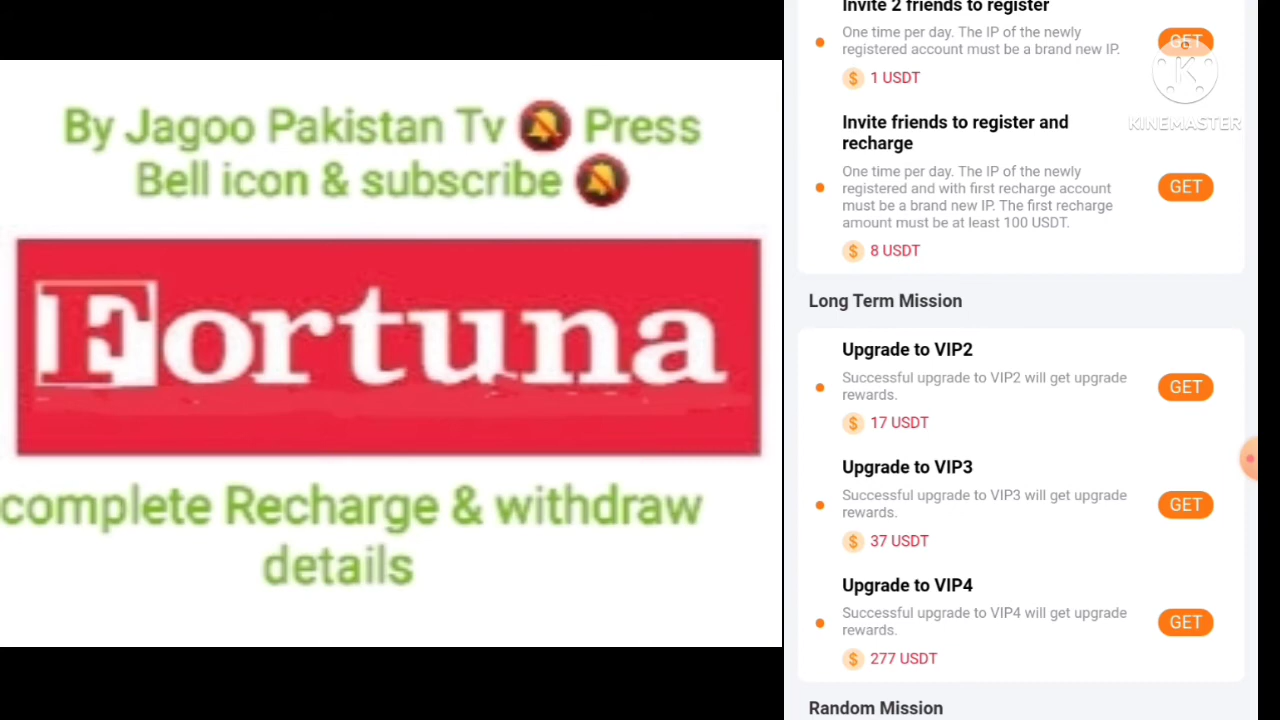 By Jagoo Pakistan Tv 🔕 Press
Bell icon & subscribe 🔕
Fortuna
complete Recharge & withdraw
details
Invite 2 friends to register
One time per day. The IP of the newly
registered account must be a brand new IP.
GET
$ 1 USDT
KINEMASTER
Invite friends to register and
recharge
One time per day. The IP of the newly
registered and with first recharge account
must be a brand new IP. The first recharge
amount must be at least 100 USDT.
GET
$ 8 USDT
Long Term Mission
Upgrade to VIP2
Successful upgrade to VIP2 will get upgrade
rewards.
GET
$ 17 USDT
Upgrade to VIP3
Successful upgrade to VIP3 will get upgrade
rewards.
GET
$ 37 USDT
Upgrade to VIP4
Successful upgrade to VIP4 will get upgrade
rewards.
GET
$ 277 USDT
Random Mission